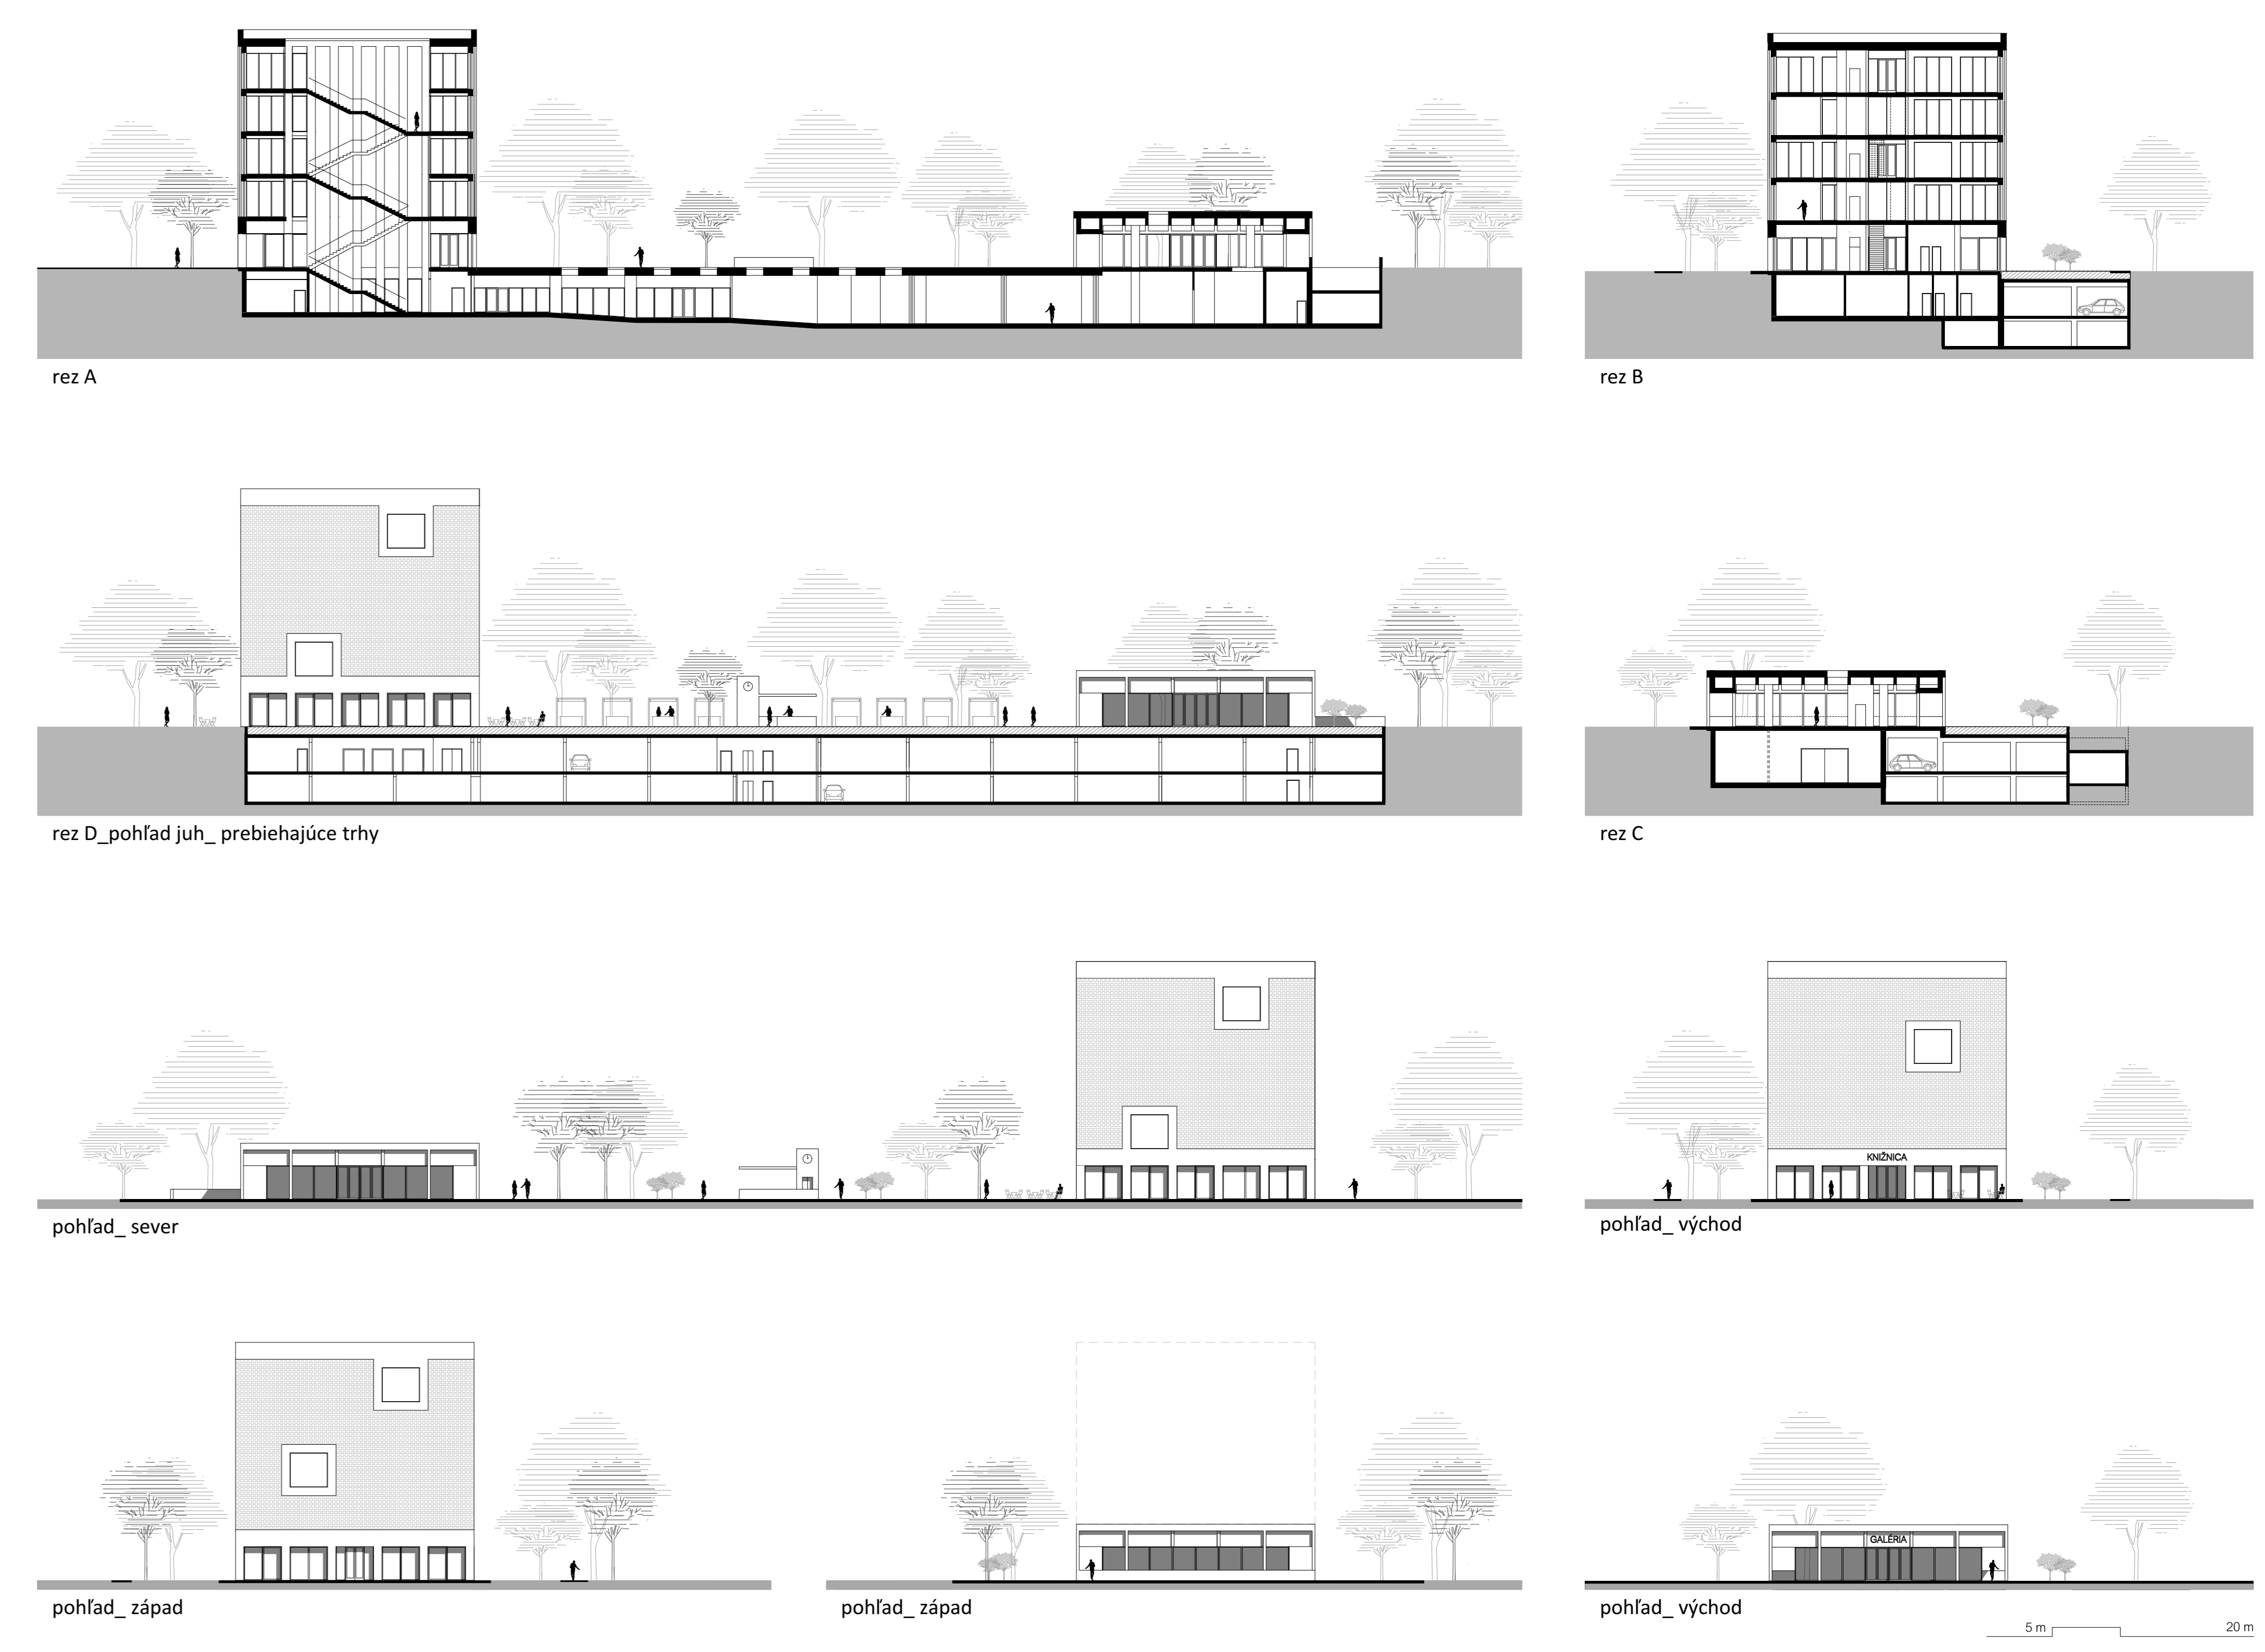 rez A
rez B
rez D_pohľad juh_ prebiehajúce trhy
rez C
KNIŽNICA
pohľad_ sever
pohľad_ východ
GALÉRIA
pohľad_ západ
pohľad_ západ
pohľad_ východ
5 m 20 m